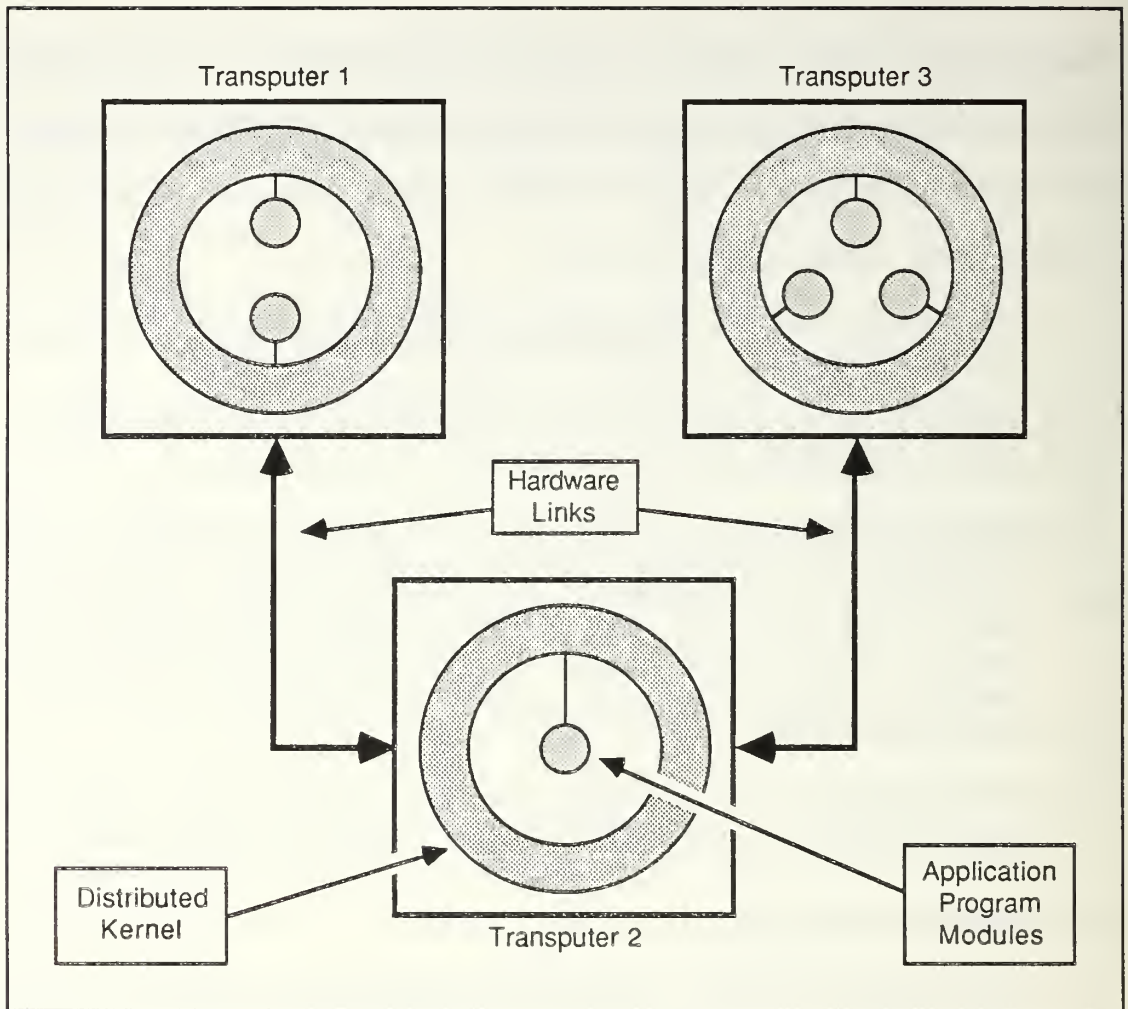 Transputer 1
Transputer 3
Hardware
Links
Distributed
Kernel
Transputer 2
Application
Program
Modules